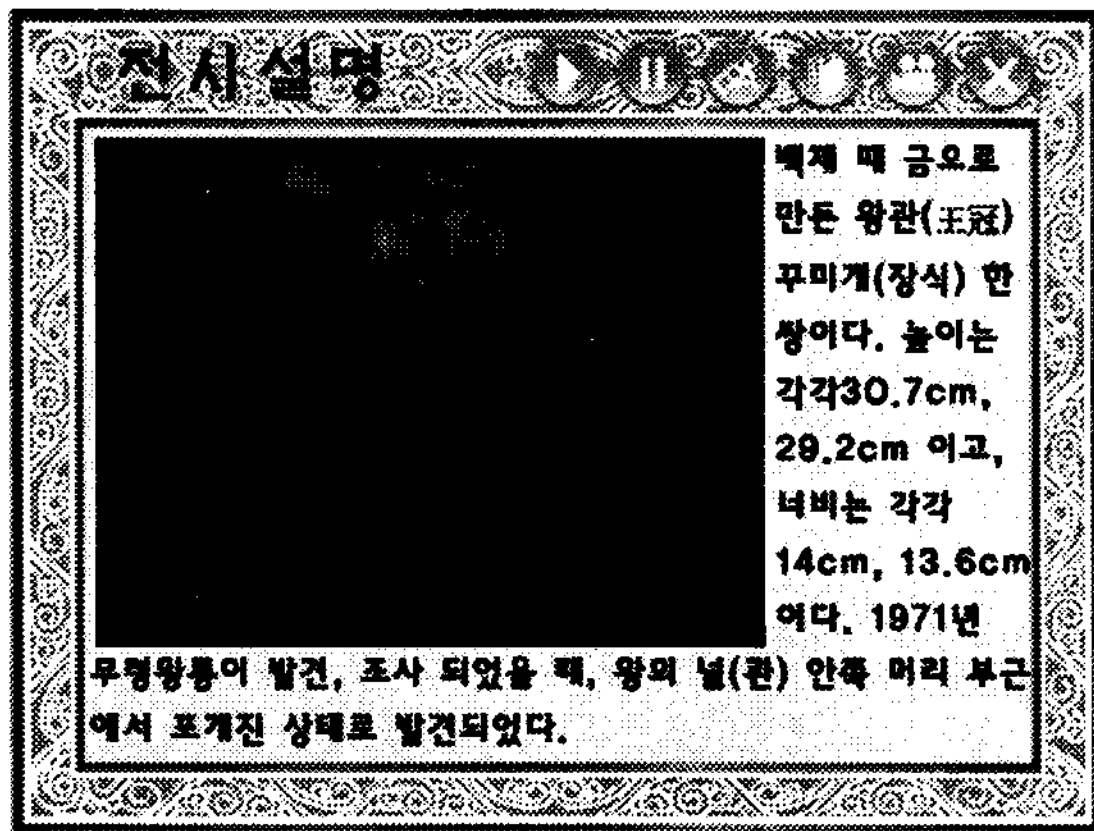 전시설명
백제 때 금으로
만든 왕관(王冠)
꾸미개(장식) 한
쌍이다. 높이는
각각30.7cm,
29.2cm 이고,
너비는 각각
14cm, 13.6cm
이다. 1971년
무령왕릉이 발견, 조사 되었을 때, 왕의 널(관) 안쪽 머리 부근
에서 포개진 상태로 발견되었다.